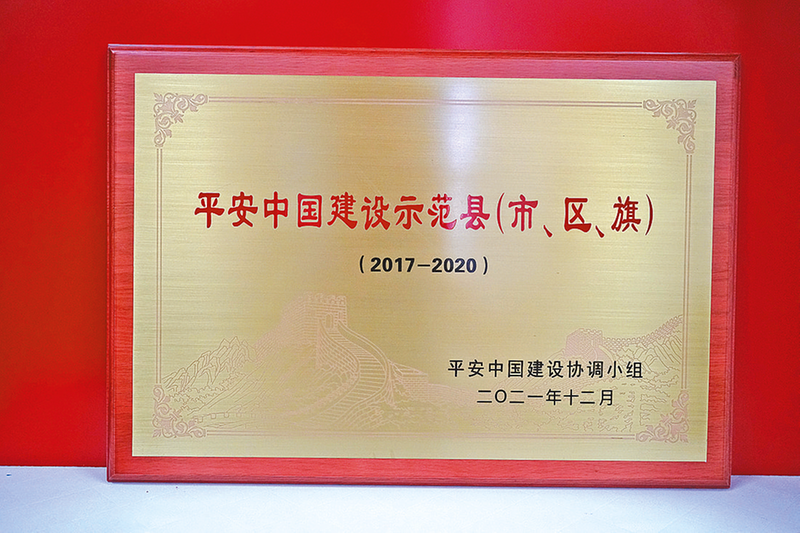 平安中国建设示范县（市、区、旗）
（2017—2020）
平安中国建设协调小组
二〇二一年十二月